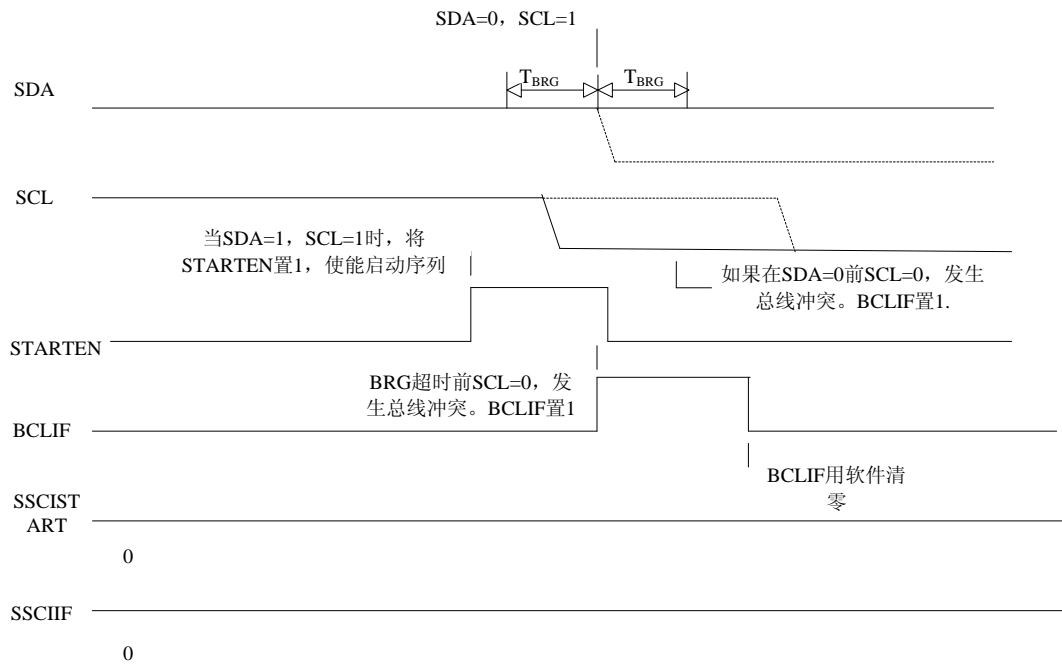 SDA=0，SCL=1
TBRG
TBRG
SDA
SCL
当SDA=1，SCL=1时，将
STARTEN置1，使能启动序列
如果在SDA=0前SCL=0，发生
总线冲突。BCLIF置1.
STARTEN
BRG超时前SCL=0，发
生总线冲突。BCLIF置1
BCLIF
BCLIF用软件清
零
SSCIST
ART
0
SSCIIF
0